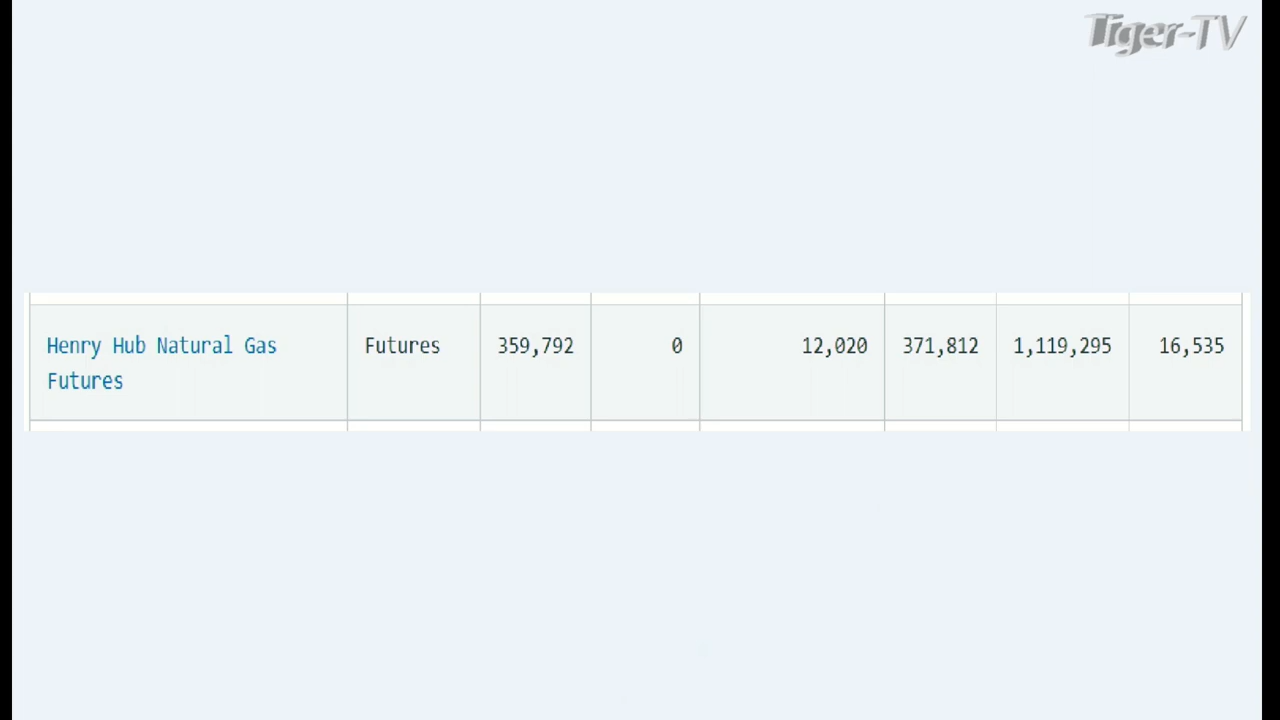 Tiger-TV
Henry Hub Natural Gas Futures 359,792 0 12,020 371,812 1,119,295 16,535
Futures